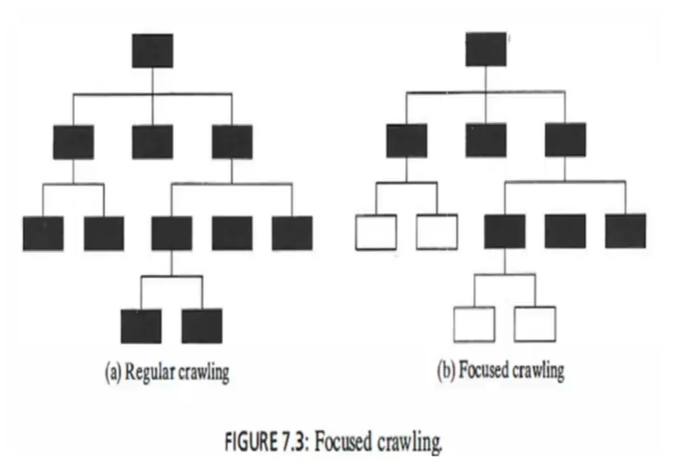 (a) Regular crawling
(b) Focused crawling
FIGURE 7.3: Focused crawling.